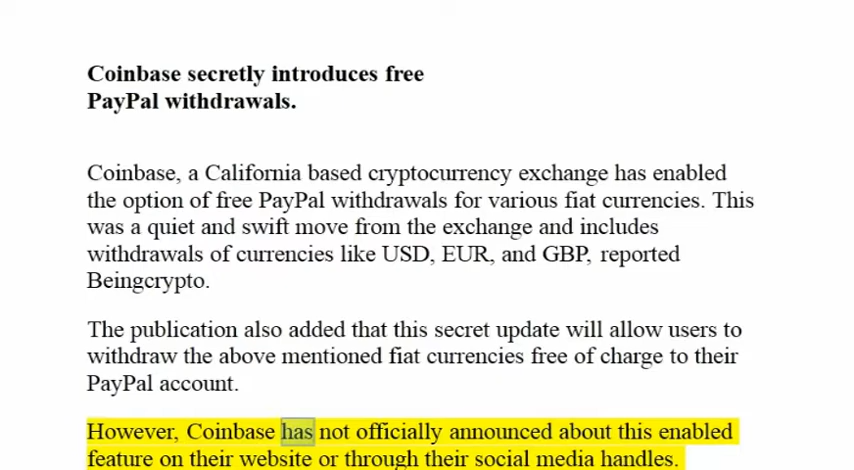 Coinbase secretly introduces free
PayPal withdrawals.
Coinbase, a California based cryptocurrency exchange has enabled
the option of free PayPal withdrawals for various fiat currencies. This
was a quiet and swift move from the exchange and includes
withdrawals of currencies like USD, EUR, and GBP, reported
Beingcrypto.
The publication also added that this secret update will allow users to
withdraw the above mentioned fiat currencies free of charge to their
PayPal account.
However, Coinbase has not officially announced about this enabled
feature on their website or through their social media handles.